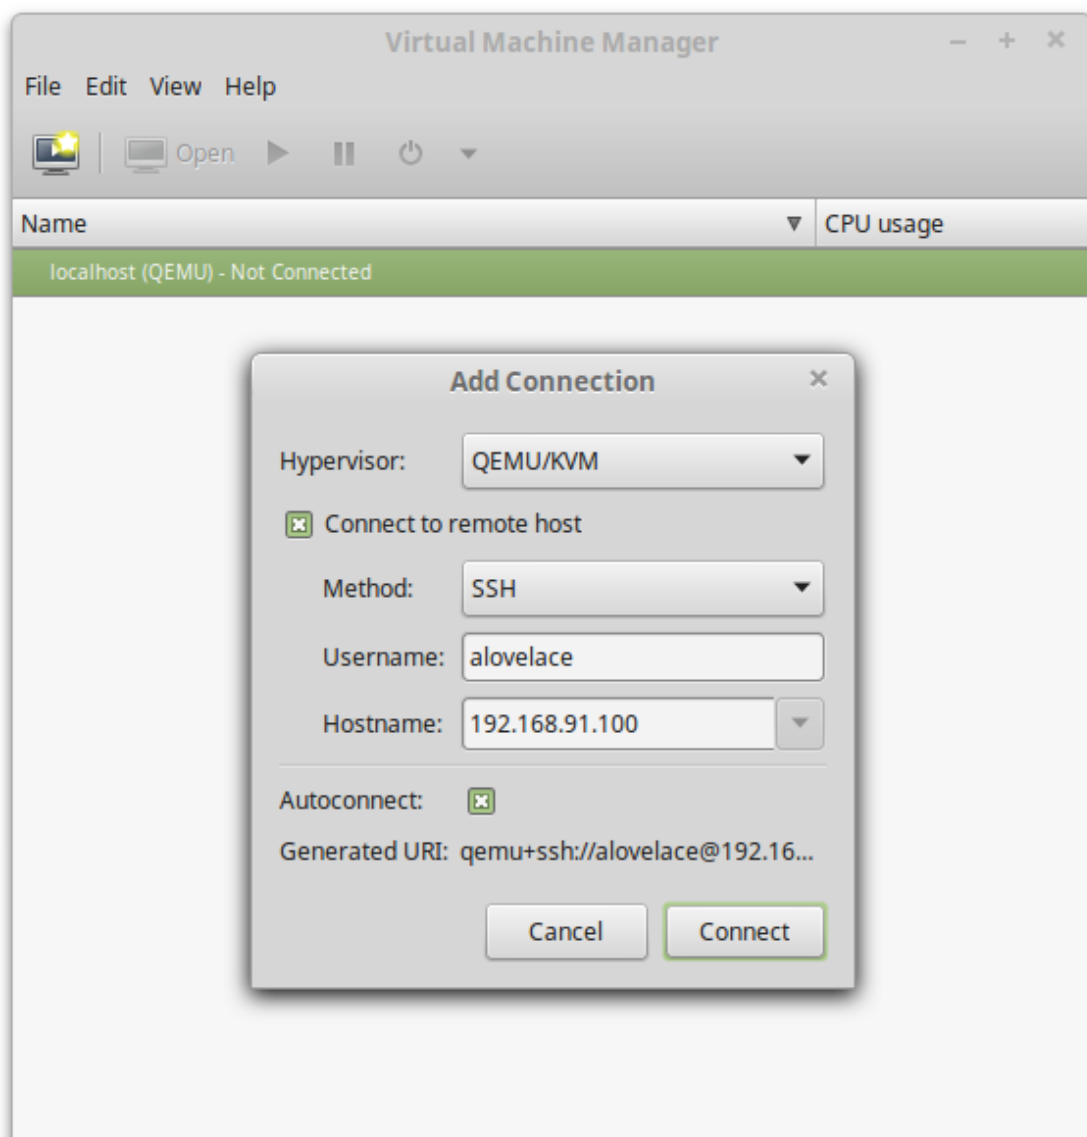 Virtual Machine Manager
File Edit View Help
Open
Name CPU usage
localhost (QEMU) - Not Connected
Add Connection
Hypervisor: QEMU/KVM
Connect to remote host
Method: SSH
Username: alovelace
Hostname: 192.168.91.100
Autoconnect:
Generated URI: qemu+ssh://alovelace@192.16...
Cancel Connect